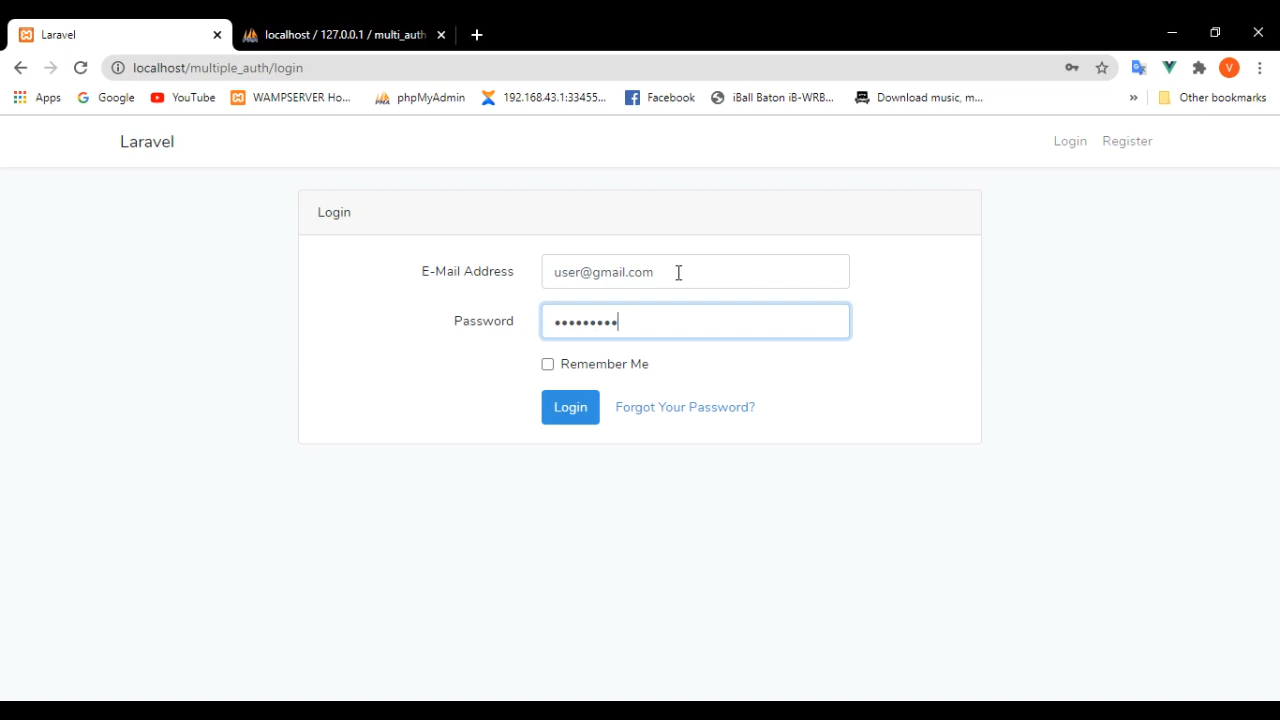 Laravel
localhost / 127.0.0.1 / multi_auth
localhost/multiple_auth/login
V
Apps
Google
YouTube
WAMPSERVER Ho...
phpMyAdmin
192.168.43.1:33455...
Facebook
iBall Baton iB-WRB...
Download music, m...
»
Other bookmarks
Laravel
Login
Register
Login
E-Mail Address
user@gmail.com
Password
•••••••••
Remember Me
Login
Forgot Your Password?